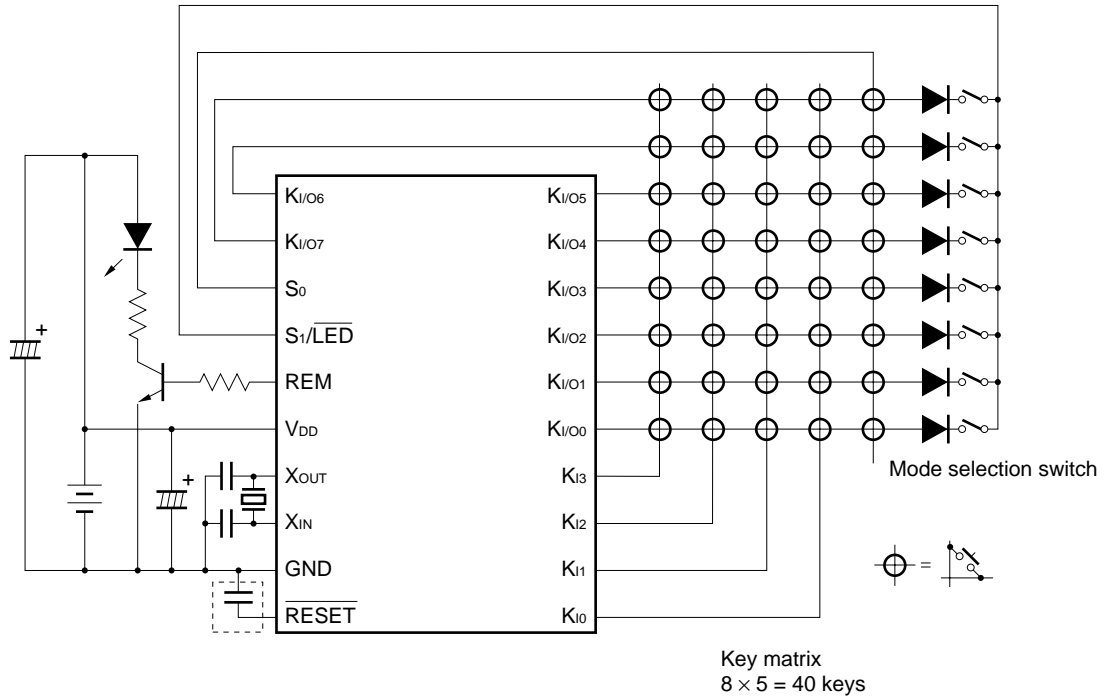 +
KI/O6 KI/O5
KI/O7 KI/O4
S0 KI/O3
+ S1/LED KI/O2
REM KI/O1
VDD KI/O0
Mode selection switch
+ XOUT KI3
XIN KI2
GND KI1
=
RESET KI0
Key matrix
8 × 5 = 40 keys